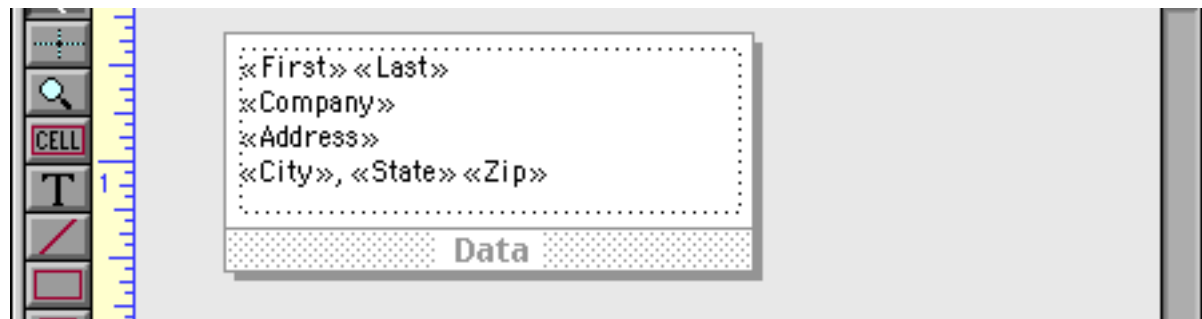 «First» «Last»
«Company»
«Address»
«City», «State» «Zip»
Data
CELL
T
1